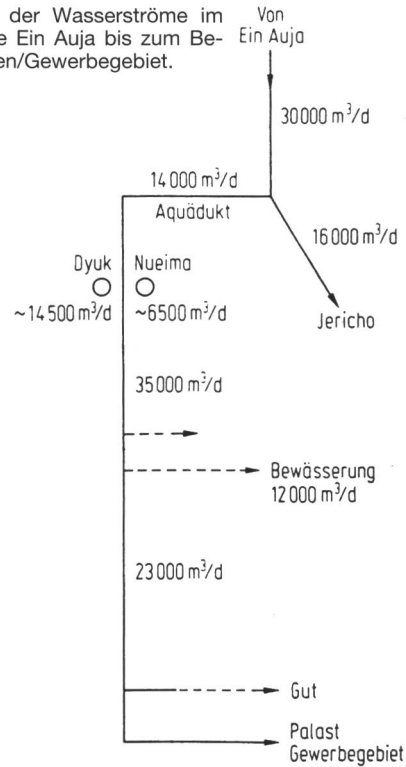 der Wasserströme im
e Ein Auja bis zum Be-
en/Gewerbegebiet.
Von
Ein Auja
30000 m³/d
14000 m³/d
Aquädukt
16000 m³/d
Jericho
Dyuk
~14500 m³/d
Nueima
~6500 m³/d
35000 m³/d
Bewässerung
12000 m³/d
23000 m³/d
Gut
Palast
Gewerbegebiet